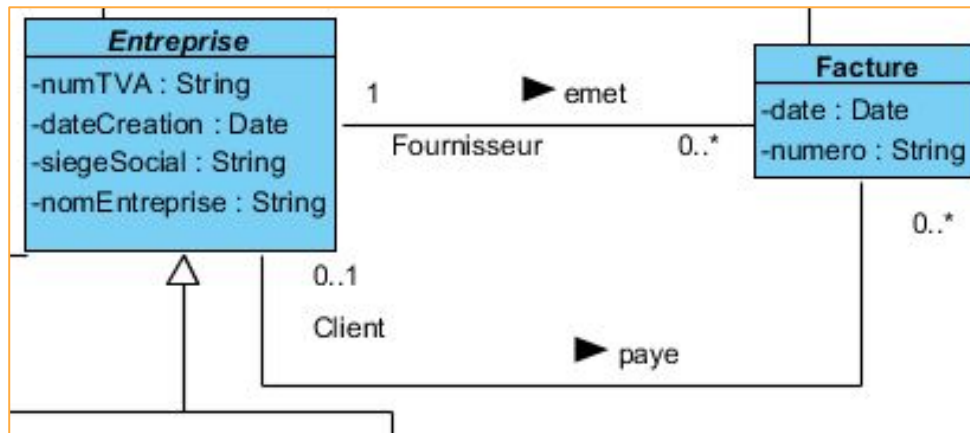 Entreprise
-numTVA : String
-dateCreation : Date
-siegeSocial : String
-nomEntreprise : String
1
emet
Fournisseur
0..*
Facture
-date : Date
-numero : String
0..*
0..1
Client
paye